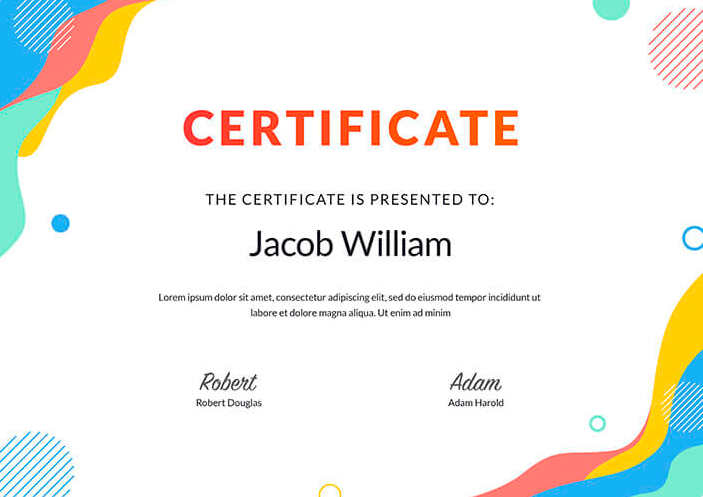 CERTIFICATE
THE CERTIFICATE IS PRESENTED TO:
Jacob William
Lorem ipsum dolor sit amet, consectetur adipiscing elit, sed do eiusmod tempor incididunt ut
labore et dolore magna aliqua. Ut enim ad minim
Robert Adam
Robert Douglas Adam Harold